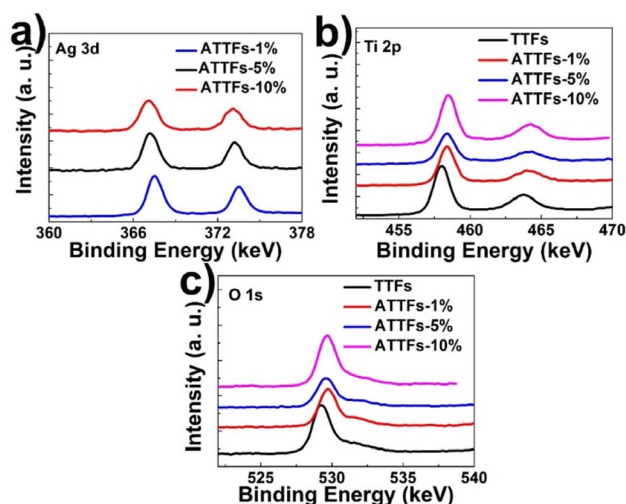 a)
Ag 3d
ATTFs-1%
ATTFs-5%
ATTFs-10%
Intensity (a. u.)
360 366 372 378
Binding Energy (keV)
b)
Ti 2p
TTFs
ATTFs-1%
ATTFs-5%
ATTFs-10%
Intensity (a. u.)
455 460 465 470
Binding Energy (keV)
c)
O 1s
TTFs
ATTFs-1%
ATTFs-5%
ATTFs-10%
Intensity (a. u.)
525 530 535 540
Binding Energy (keV)